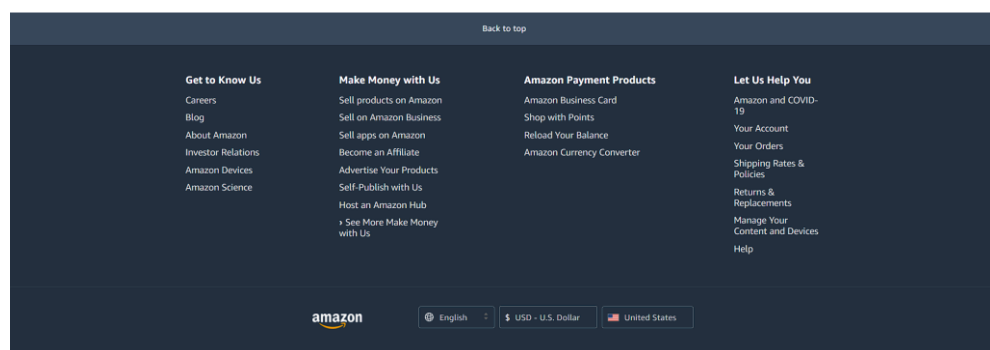 Back to top
Get to Know Us
Careers
Blog
About Amazon
Investor Relations
Amazon Devices
Amazon Science
Make Money with Us
Sell products on Amazon
Sell on Amazon Business
Sell apps on Amazon
Become an Affiliate
Advertise Your Products
Self-Publish with Us
Host an Amazon Hub
› See More Make Money
with Us
Amazon Payment Products
Amazon Business Card
Shop with Points
Reload Your Balance
Amazon Currency Converter
Let Us Help You
Amazon and COVID-
19
Your Account
Your Orders
Shipping Rates &
Policies
Returns &
Replacements
Manage Your
Content and Devices
Help
amazon
English
$ USD - U.S. Dollar
United States